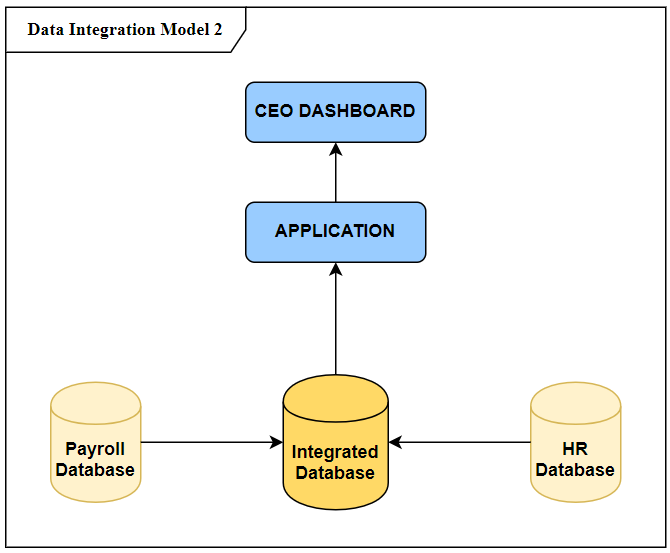 Data Integration Model 2
CEO DASHBOARD
APPLICATION
Payroll
Database
Integrated
Database
HR
Database